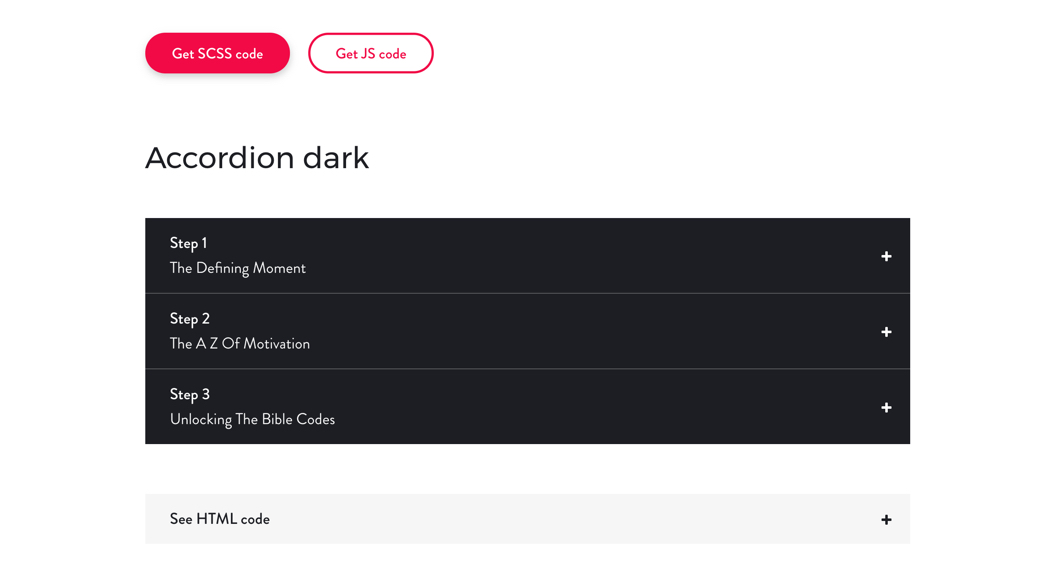 Get SCSS code
Get JS code
Accordion dark
Step 1
The Defining Moment
Step 2
The A Z Of Motivation
Step 3
Unlocking The Bible Codes
See HTML code